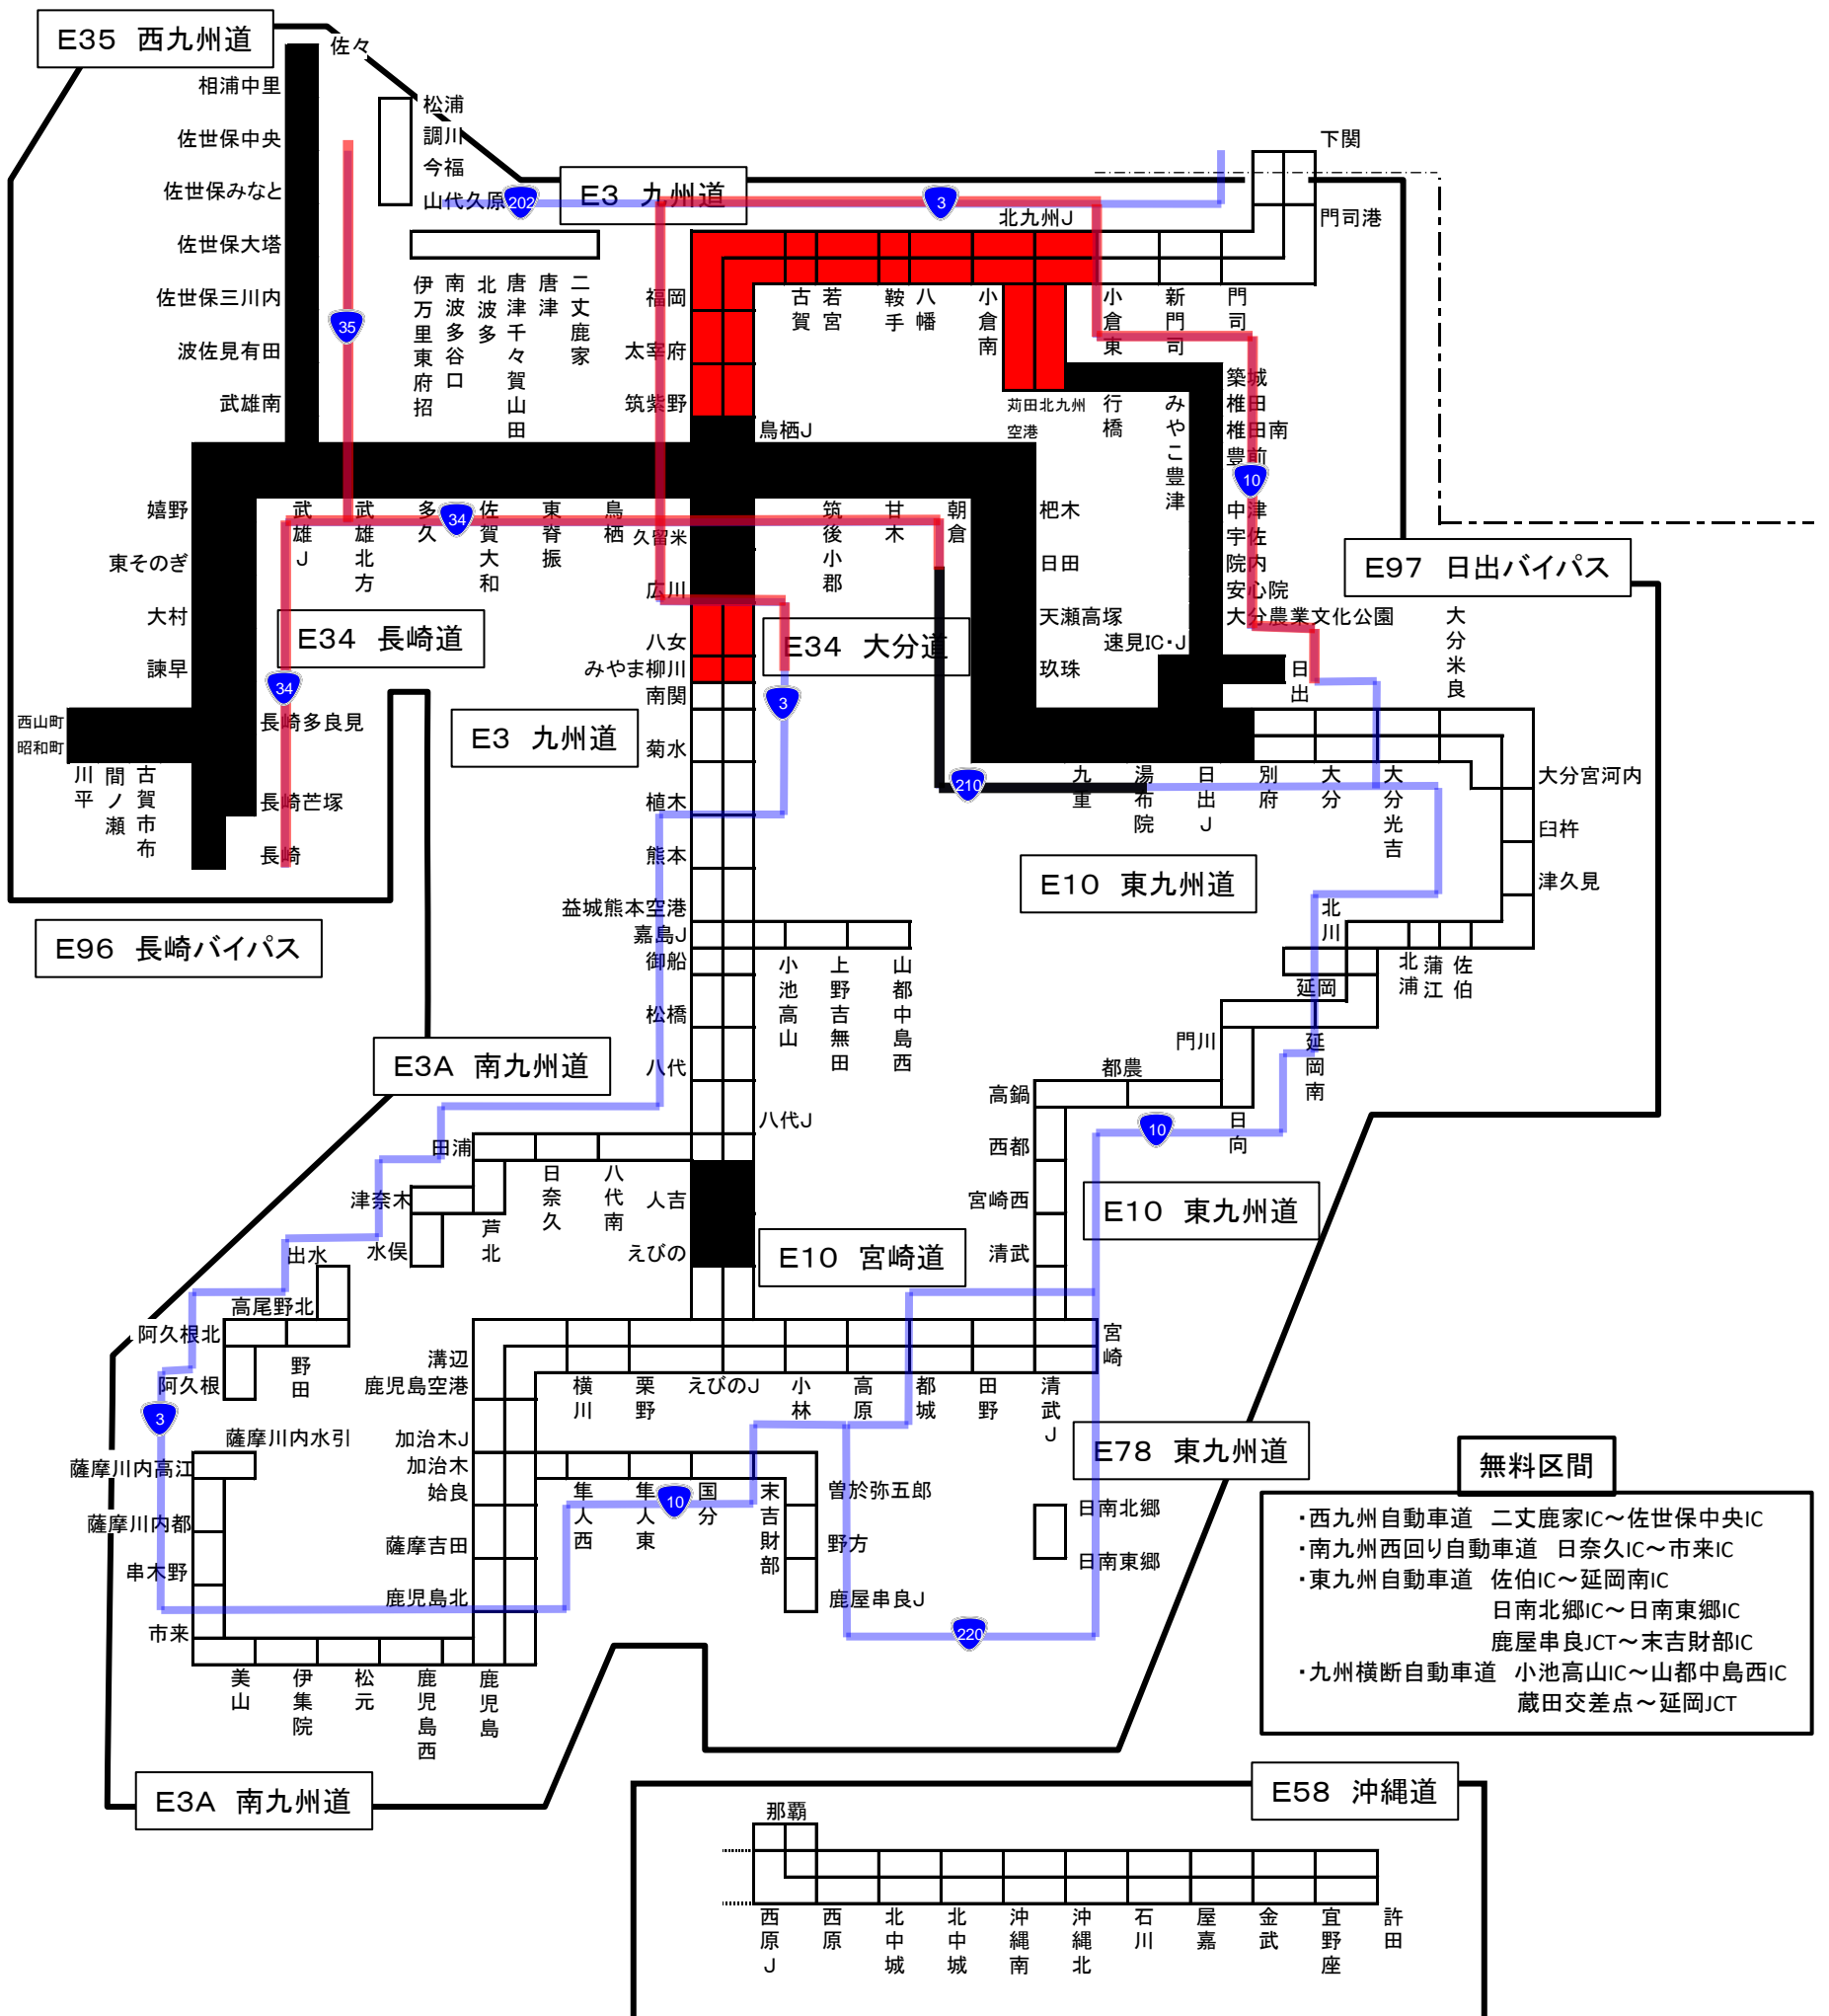 E35 西九州道
佐々
相浦中里
佐世保中央
佐世保みなと
佐世保大塔
佐世保三川内
波佐見有田
武雄南
松浦
調川
今福
山代久原
202
35
E3 九州道
3
下関
門司港
北九州J
伊万里東府招
南波多谷口
北波多
唐津千々賀山田
唐津
二丈鹿家
福岡
太宰府
筑紫野
鳥栖J
古賀
若宮
鞍手
八幡
小倉南
小倉東
新門司
門司
苅田北九州
空港
行橋
みやこ豊津
築城
椎田
椎田南
豊前
10
中津
宇佐
院内
安心院
大分農業文化公園
嬉野
東そのぎ
大村
諫早
武雄J
武雄北方
多久
34
佐賀大和
東脊振
鳥栖
久留米
広川
八女
みやま柳川
南関
菊水
植木
熊本
益城熊本空港
嘉島J
御船
松橋
八代
筑後小郡
甘木
朝倉
杷木
日田
天瀬高塚
玖珠
速見IC・J
日出
大分米良
E97 日出バイパス
E34 長崎道
E34 大分道
34
3
E3 九州道
西山町
昭和町
長崎多良見
長崎芒塚
長崎
川平
間ノ瀬
古賀市布
210
九重
湯布院
日出J
別府
大分
大分光吉
大分宮河内
臼杵
津久見
E10 東九州道
E96 長崎バイパス
小池高山
上野吉無田
山都中島西
北川
延岡
北浦
蒲江
佐伯
延岡南
門川
都農
高鍋
日向
10
西都
宮崎西
清武
E10 東九州道
E3A 南九州道
八代J
田浦
津奈木
水俣
芦北
日奈久
八代南
人吉
えびの
E10 宮崎道
出水
高尾野北
阿久根北
阿久根
野田
3
溝辺
鹿児島空港
横川
栗野
えびのJ
小林
高原
都城
田野
清武J
宮崎
E78 東九州道
薩摩川内水引
薩摩川内高江
薩摩川内都
串木野
市来
加治木J
加治木
姶良
薩摩吉田
鹿児島北
隼人西
隼人東
10
国分
末吉財部
曽於弥五郎
野方
鹿屋串良J
日南北郷
日南東郷
220
美山
伊集院
松元
鹿児島西
鹿児島
E3A 南九州道
無料区間
・西九州自動車道 二丈鹿家IC～佐世保中央IC
・南九州西回り自動車道 日奈久IC～市来IC
・東九州自動車道 佐伯IC～延岡南IC
日南北郷IC～日南東郷IC
鹿屋串良JCT～末吉財部IC
・九州横断自動車道 小池高山IC～山都中島西IC
蔵田交差点～延岡JCT
E58 沖縄道
那覇
西原J
西原
北中城
北中城
沖縄南
沖縄北
石川
屋嘉
金武
宜野座
許田